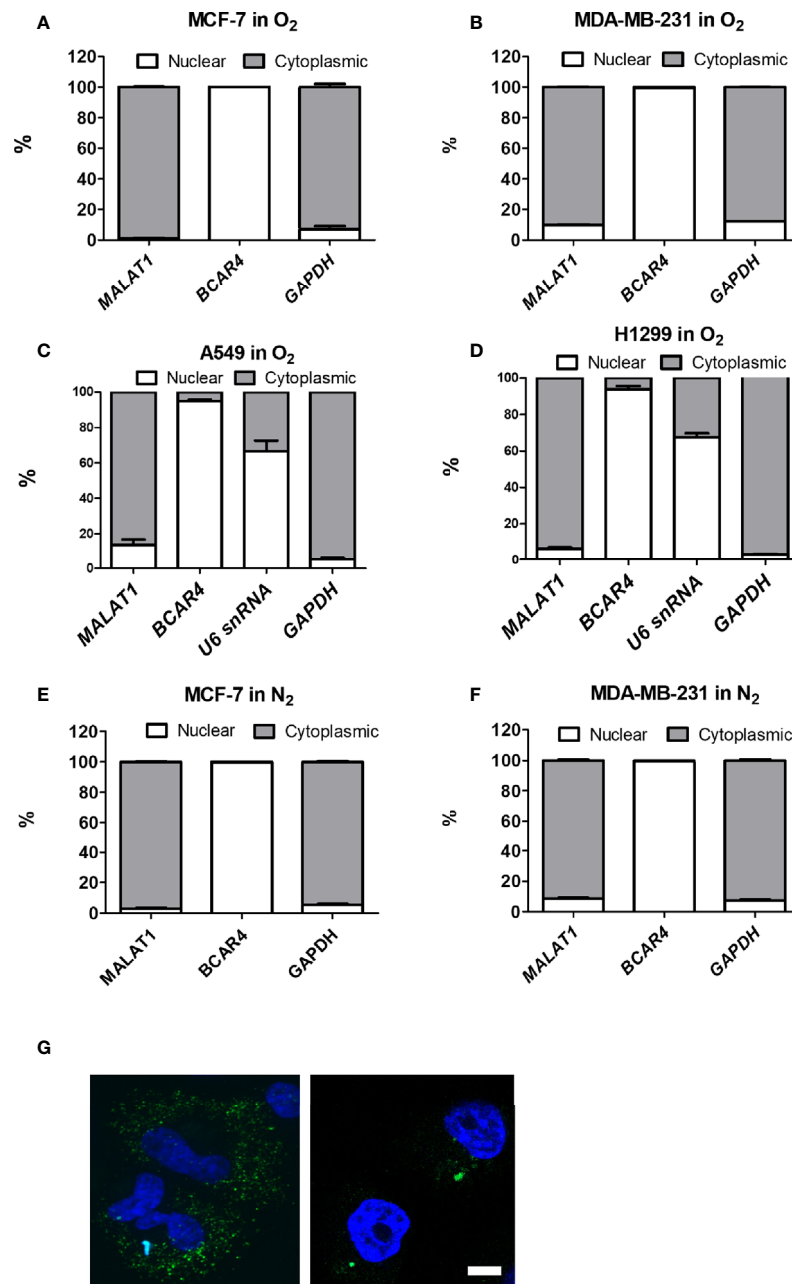 A
MCF-7 in O2
Nuclear Cytoplasmic
120
100
80
60
40
20
0
%
MALAT1
BCAR4
GAPDH
B
MDA-MB-231 in O2
Nuclear Cytoplasmic
120
100
80
60
40
20
0
%
MALAT1
BCAR4
GAPDH
C
A549 in O2
Nuclear Cytoplasmic
100
80
60
40
20
0
%
MALAT1
BCAR4
U6 snRNA
GAPDH
D
H1299 in O2
Nuclear Cytoplasmic
100
80
60
40
20
0
%
MALAT1
BCAR4
U6 snRNA
GAPDH
E
MCF-7 in N2
Nuclear Cytoplasmic
120
100
80
60
40
20
0
%
MALAT1
BCAR4
GAPDH
F
MDA-MB-231 in N2
Nuclear Cytoplasmic
120
100
80
60
40
20
0
%
MALAT1
BCAR4
GAPDH
G